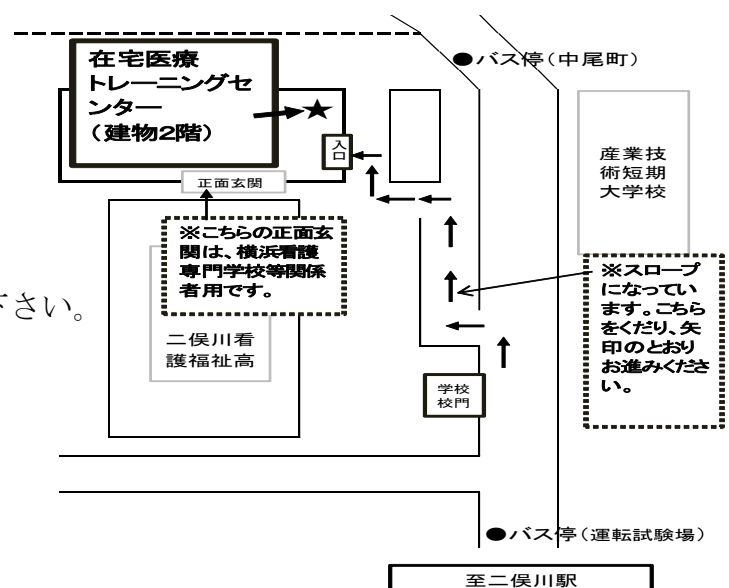 ●バス停(中尾町)
在宅医療
トレーニングセ
ンター
(建物2階)
★
入
口
産業技
術短期
大学校
正面玄関
※こちらの正面玄
関は、横浜看護
専門学校等関係
者用です。
※スロープ
になってい
ます。こちら
をくだり、矢
印のとおり
お進みくださ
い。
下さい。
二俣川看
護福祉高
学校
校門
●バス停(運転試験場)
至二俣川駅